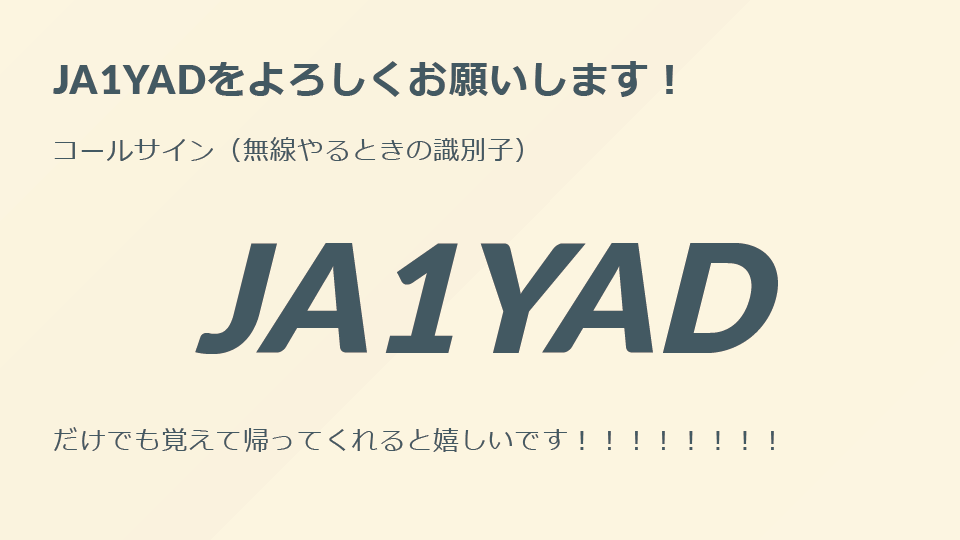 JA1YADをよろしくお願いします！
コールサイン（無線やるときの識別子）
JA1YAD
だけでも覚えて帰ってくれると嬉しいです！！！！！！！！